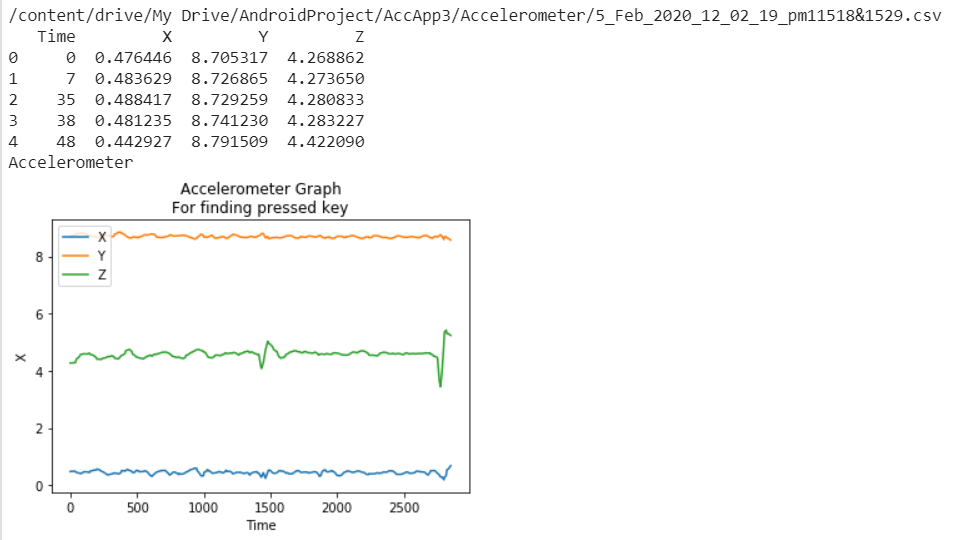 /content/drive/My Drive/AndroidProject/AccApp3/Accelerometer/5_Feb_2020_12_02_19_pm11518&1529.csv
Time X Y Z
0 0 0.476446 8.705317 4.268862
1 7 0.483629 8.726865 4.273650
2 35 0.488417 8.729259 4.280833
3 38 0.481235 8.741230 4.283227
4 48 0.442927 8.791509 4.422090
Accelerometer
Accelerometer Graph
For finding pressed key
X
Y
Z
8
6
4
2
0
X
0 500 1000 1500 2000 2500
Time